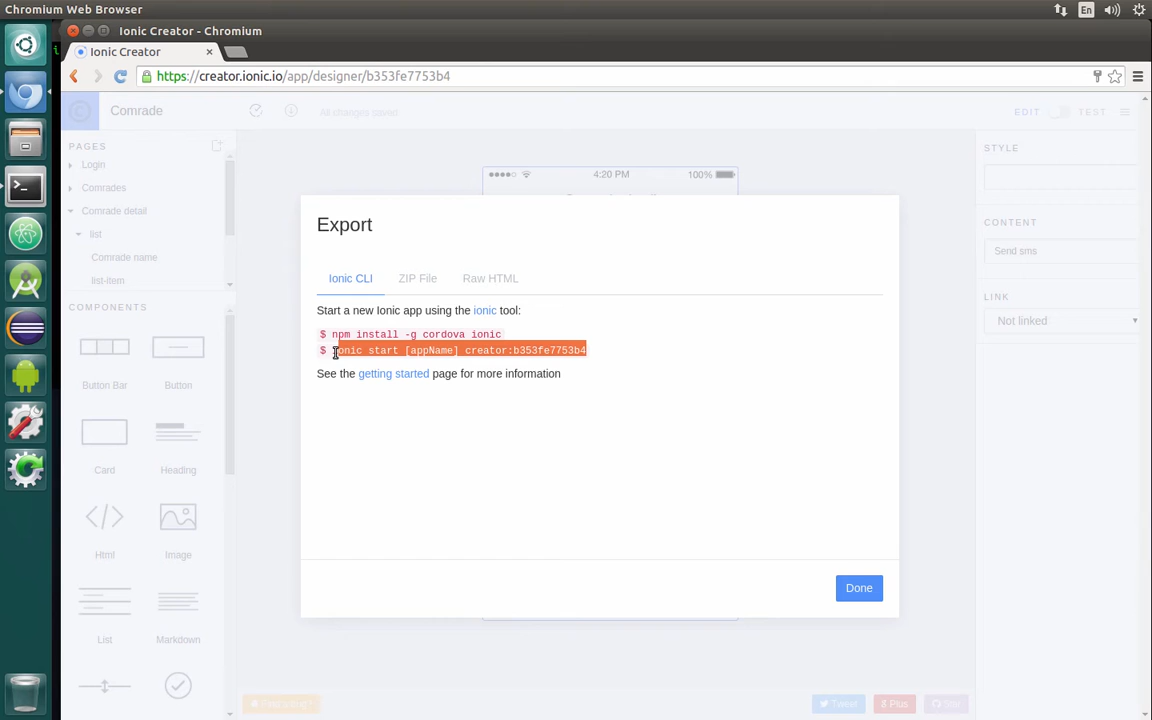 Chromium Web Browser
En
Ionic Creator - Chromium
Ionic Creator
https://creator.ionic.io/app/designer/b353fe7753b4
Comrade
All changes saved
EDIT
TEST
PAGES
Login
Comrades
Comrade detail
list
Comrade name
list-item
COMPONENTS
Button Bar
Button
Card
Heading
Html
Image
List
Markdown
4:20 PM
100%
Export
Ionic CLI
ZIP File
Raw HTML
Start a new Ionic app using the ionic tool:
$ npm install -g cordova ionic
$ ionic start [appName] creator:b353fe7753b4
See the getting started page for more information
Done
STYLE
CONTENT
Send sms
LINK
Not linked
Tweet
Plus